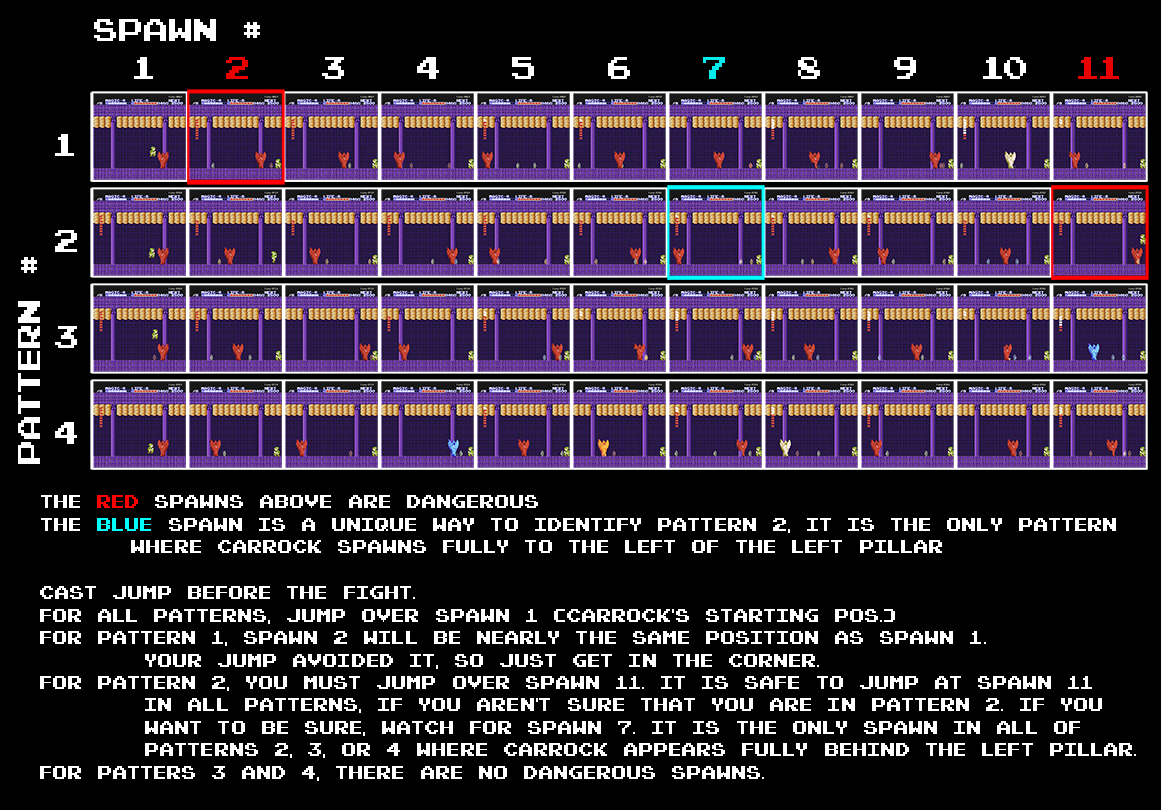 SPAWN #
1 2 3 4 5 6 7 8 9 10 11
PATTERN #
1
2
3
4
THE RED SPAWNS ABOVE ARE DANGEROUS
THE BLUE SPAWN IS A UNIQUE WAY TO IDENTIFY PATTERN 2, IT IS THE ONLY PATTERN
WHERE CARROCK SPAWNS FULLY TO THE LEFT OF THE LEFT PILLAR
CAST JUMP BEFORE THE FIGHT.
FOR ALL PATTERNS, JUMP OVER SPAWN 1 (CARROCK'S STARTING POS.)
FOR PATTERN 1, SPAWN 2 WILL BE NEARLY THE SAME POSITION AS SPAWN 1.
YOUR JUMP AVOIDED IT, SO JUST GET IN THE CORNER.
FOR PATTERN 2, YOU MUST JUMP OVER SPAWN 11. IT IS SAFE TO JUMP AT SPAWN 11
IN ALL PATTERNS, IF YOU AREN'T SURE THAT YOU ARE IN PATTERN 2. IF YOU
WANT TO BE SURE, WATCH FOR SPAWN 7. IT IS THE ONLY SPAWN IN ALL OF
PATTERNS 2, 3, OR 4 WHERE CARROCK APPEARS FULLY BEHIND THE LEFT PILLAR.
FOR PATTERS 3 AND 4, THERE ARE NO DANGEROUS SPAWNS.